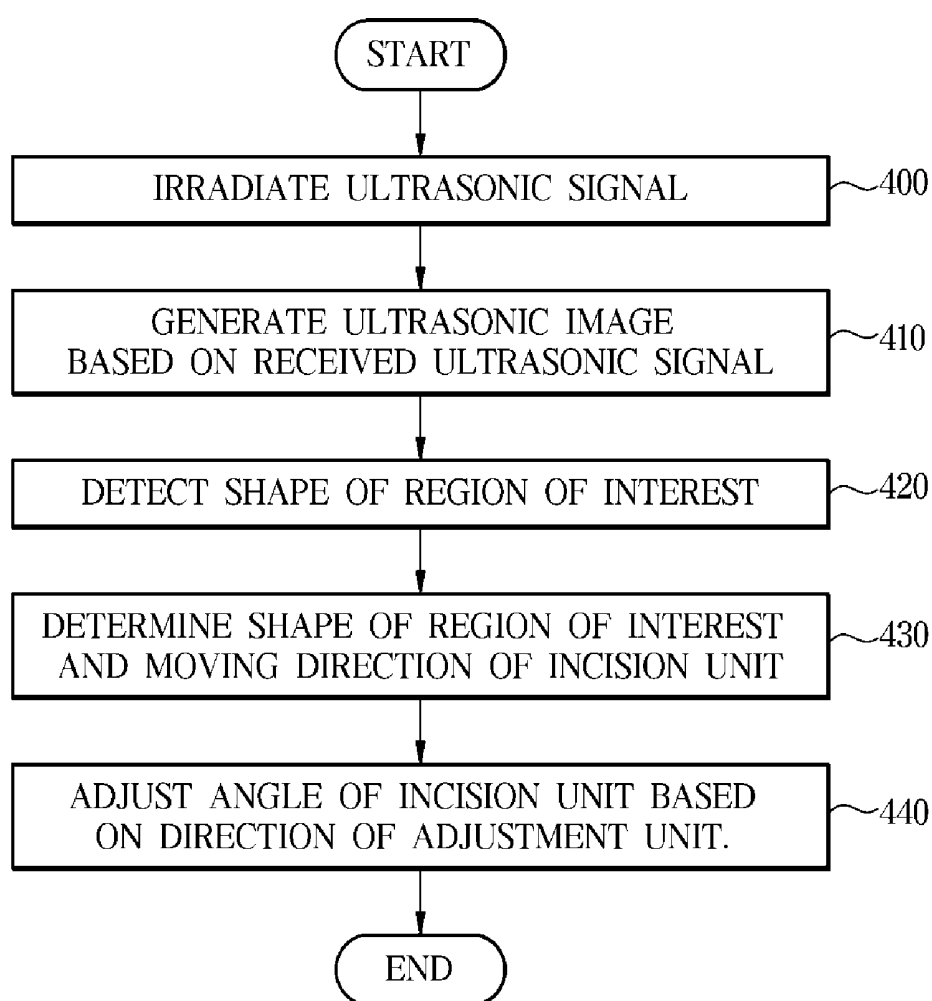 START
IRRADIATE ULTRASONIC SIGNAL
400
GENERATE ULTRASONIC IMAGE
BASED ON RECEIVED ULTRASONIC SIGNAL
410
DETECT SHAPE OF REGION OF INTEREST
420
DETERMINE SHAPE OF REGION OF INTEREST
AND MOVING DIRECTION OF INCISION UNIT
430
ADJUST ANGLE OF INCISION UNIT BASED
ON DIRECTION OF ADJUSTMENT UNIT.
440
END